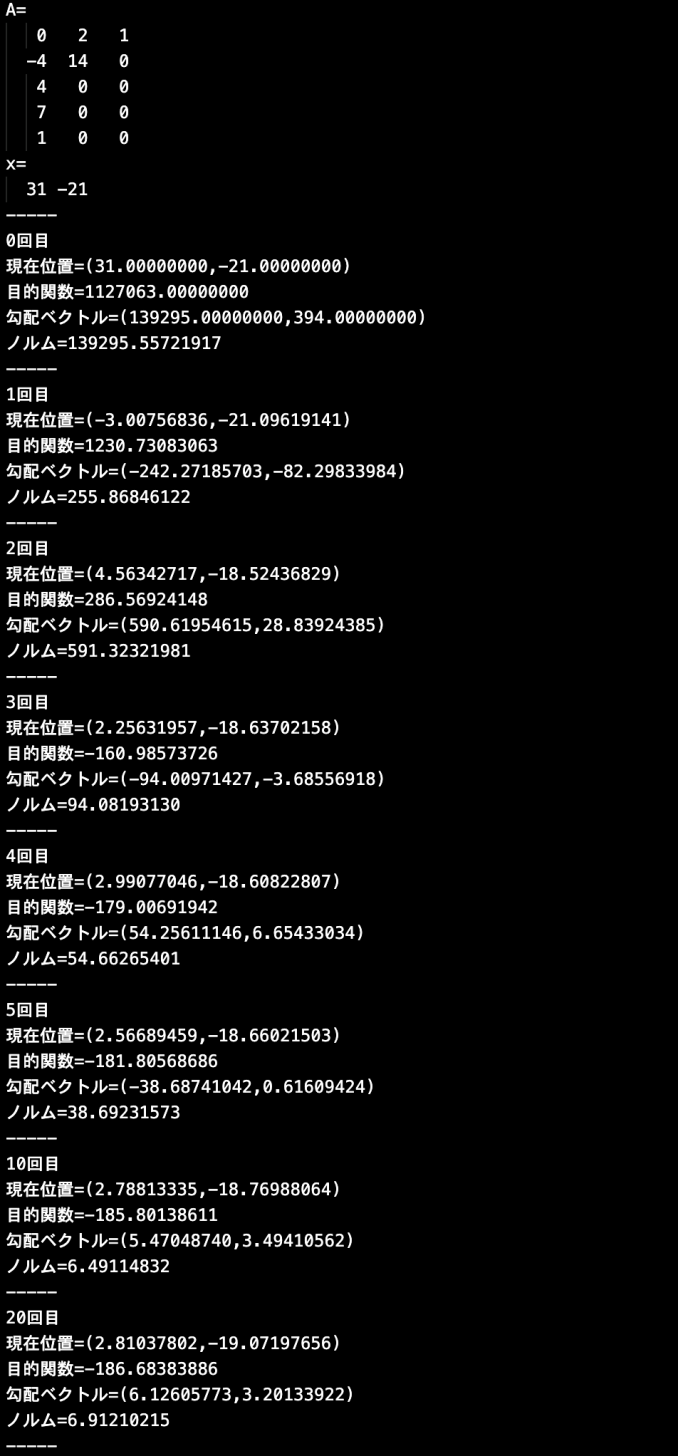 A=
0 2 1
-4 14 0
4 0 0
7 0 0
1 0 0
x=
31 -21
-----
0回目
現在位置=(31.00000000,-21.00000000)
目的関数=1127063.00000000
勾配ベクトル=(139295.00000000,394.00000000)
ノルム=139295.55721917
-----
1回目
現在位置=(-3.00756836,-21.09619141)
目的関数=1230.73083063
勾配ベクトル=(-242.27185703,-82.29833984)
ノルム=255.86846122
-----
2回目
現在位置=(4.56342717,-18.52436829)
目的関数=286.56924148
勾配ベクトル=(590.61954615,28.83924385)
ノルム=591.32321981
-----
3回目
現在位置=(2.25631957,-18.63702158)
目的関数=-160.98573726
勾配ベクトル=(-94.00971427,-3.68556918)
ノルム=94.08193130
-----
4回目
現在位置=(2.99077046,-18.60822807)
目的関数=-179.00691942
勾配ベクトル=(54.25611146,6.65433034)
ノルム=54.66265401
-----
5回目
現在位置=(2.56689459,-18.66021503)
目的関数=-181.80568686
勾配ベクトル=(-38.68741042,0.61609424)
ノルム=38.69231573
-----
10回目
現在位置=(2.78813335,-18.76988064)
目的関数=-185.80138611
勾配ベクトル=(5.47048740,3.49410562)
ノルム=6.49114832
-----
20回目
現在位置=(2.81037802,-19.07197656)
目的関数=-186.68383886
勾配ベクトル=(6.12605773,3.20133922)
ノルム=6.91210215
-----